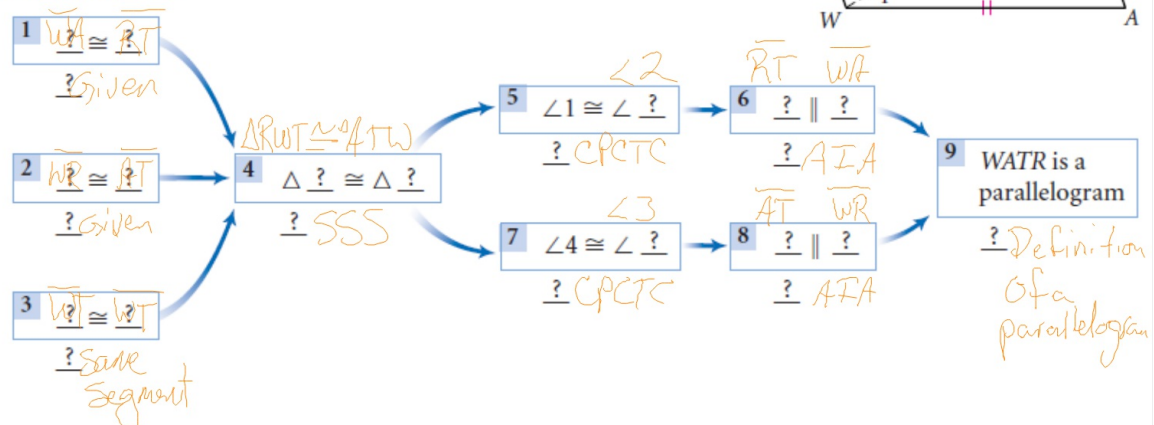 W A
1 WA ? ≅ RT ?
? Given
2 WR ? ≅ AT ?
? Given
3 WT ? ≅ WT ?
? Same
Segment
ΔRWT ≅ ΔATW
4 △ ? ≅ △ ?
? SSS
∠2
5 ∠1 ≅ ∠ ?
? CPCTC
RT WA
6 ? ∥ ?
? AIA
∠3
7 ∠4 ≅ ∠ ?
? CPCTC
AT WR
8 ? ∥ ?
? AIA
9 WATR is a
parallelogram
? Definition
of a
parallelogram